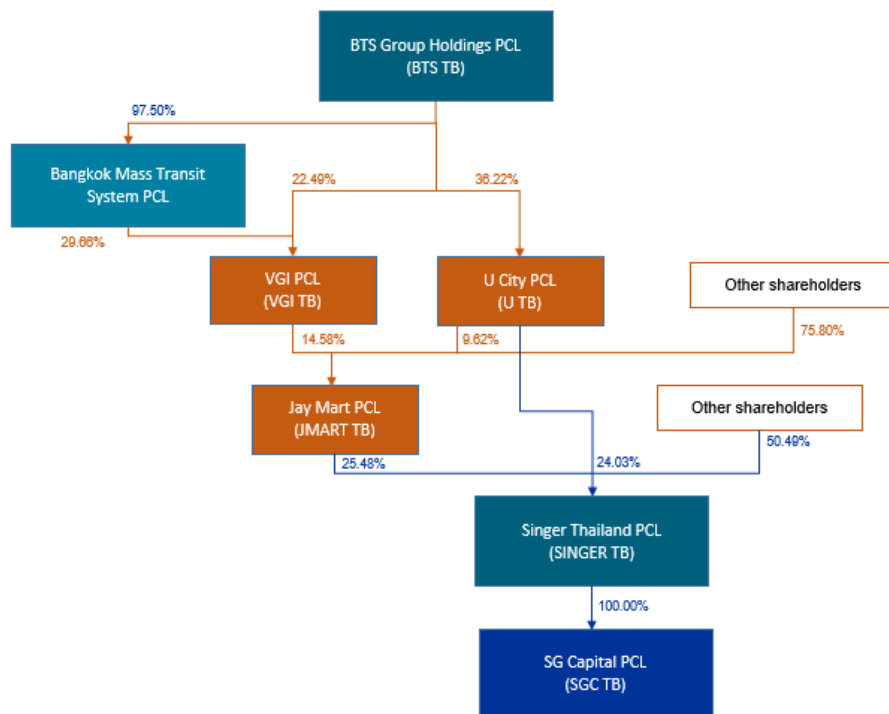 BTS Group Holdings PCL
(BTS TB)
97.50%
Bangkok Mass Transit
System PCL
22.49%
36.22%
29.66%
VGI PCL
(VGI TB)
U City PCL
(U TB)
Other shareholders
14.58%
9.62%
75.80%
Jay Mart PCL
(JMART TB)
Other shareholders
25.48%
24.03%
50.49%
Singer Thailand PCL
(SINGER TB)
100.00%
SG Capital PCL
(SGC TB)